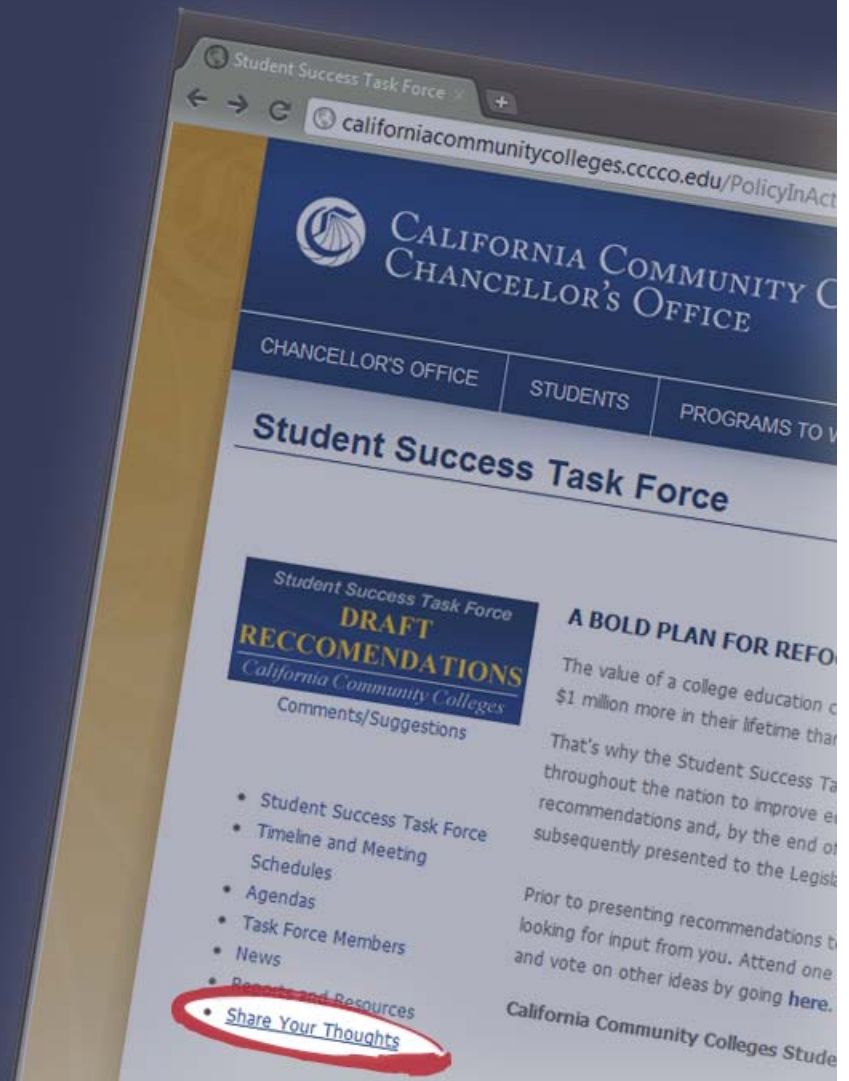 Student Success Task Force
californiacommunitycolleges.cccco.edu/PolicyInAct
CALIFORNIA COMMUNITY C
CHANCELLOR'S OFFICE
CHANCELLOR'S OFFICE STUDENTS PROGRAMS TO W
Student Success Task Force
Student Success Task Force
DRAFT
RECCOMENDATIONS
California Community Colleges
Comments/Suggestions
• Student Success Task Force
• Timeline and Meeting
Schedules
• Agendas
• Task Force Members
• News
• Reports and Resources
• Share Your Thoughts
A BOLD PLAN FOR REFO
The value of a college education c
$1 million more in their lifetime than
That's why the Student Success Ta
throughout the nation to improve e
recommendations and, by the end of
subsequently presented to the Legisla
Prior to presenting recommendations t
looking for input from you. Attend one
and vote on other ideas by going here.
California Community Colleges Stude